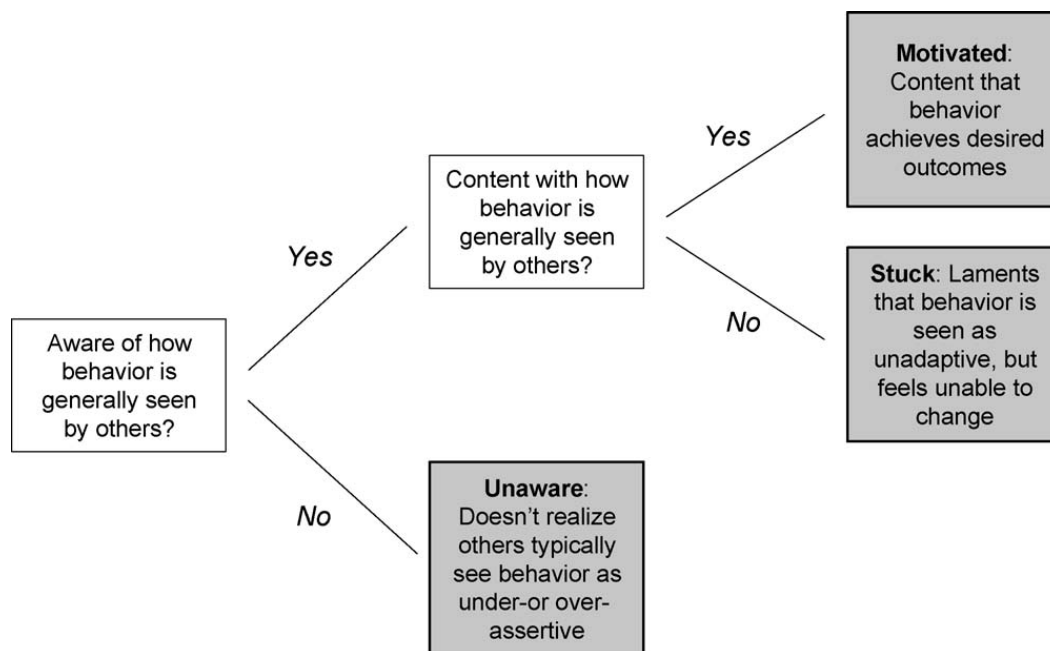 Aware of how
behavior is
generally seen
by others?
Yes
No
Content with how
behavior is
generally seen
by others?
Yes
No
Motivated:
Content that
behavior
achieves desired
outcomes
Stuck: Laments
that behavior is
seen as
unadaptive, but
feels unable to
change
Unaware:
Doesn't realize
others typically
see behavior as
under-or over-
assertive